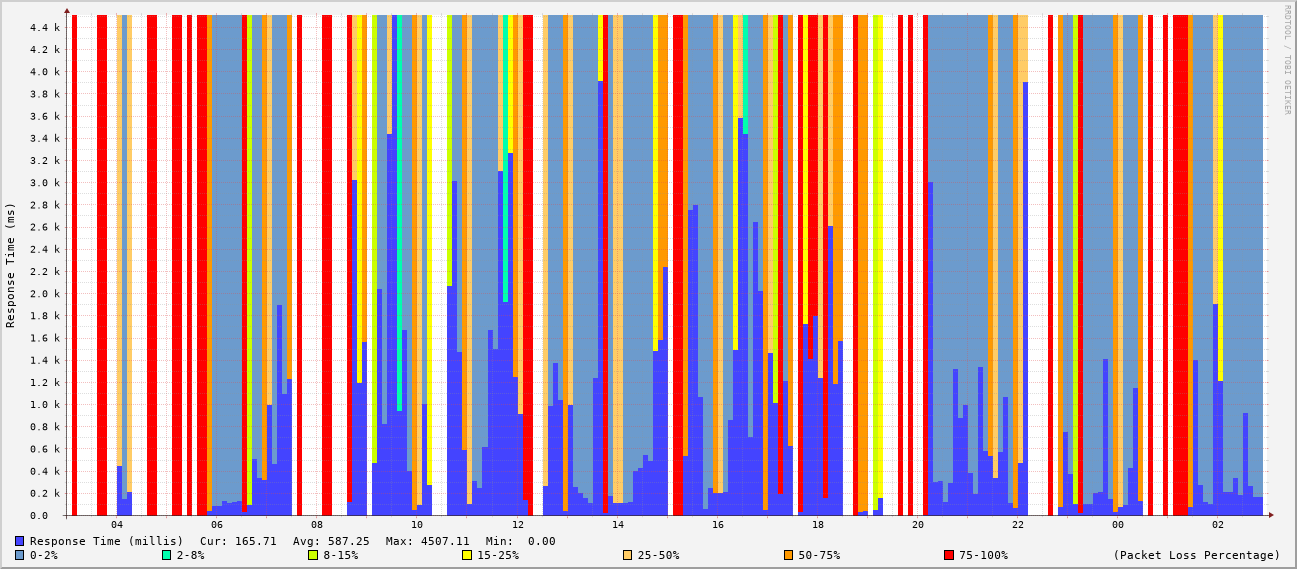 RRDTOOL / TOBI OETIKER
Response Time (ms)
4.4 k
4.2 k
4.0 k
3.8 k
3.6 k
3.4 k
3.2 k
3.0 k
2.8 k
2.6 k
2.4 k
2.2 k
2.0 k
1.8 k
1.6 k
1.4 k
1.2 k
1.0 k
0.8 k
0.6 k
0.4 k
0.2 k
0.0
04 06 08 10 12 14 16 18 20 22 00 02
Response Time (millis) Cur: 165.71 Avg: 587.25 Max: 4507.11 Min: 0.00
0-2% 2-8% 8-15% 15-25% 25-50% 50-75% 75-100% (Packet Loss Percentage)